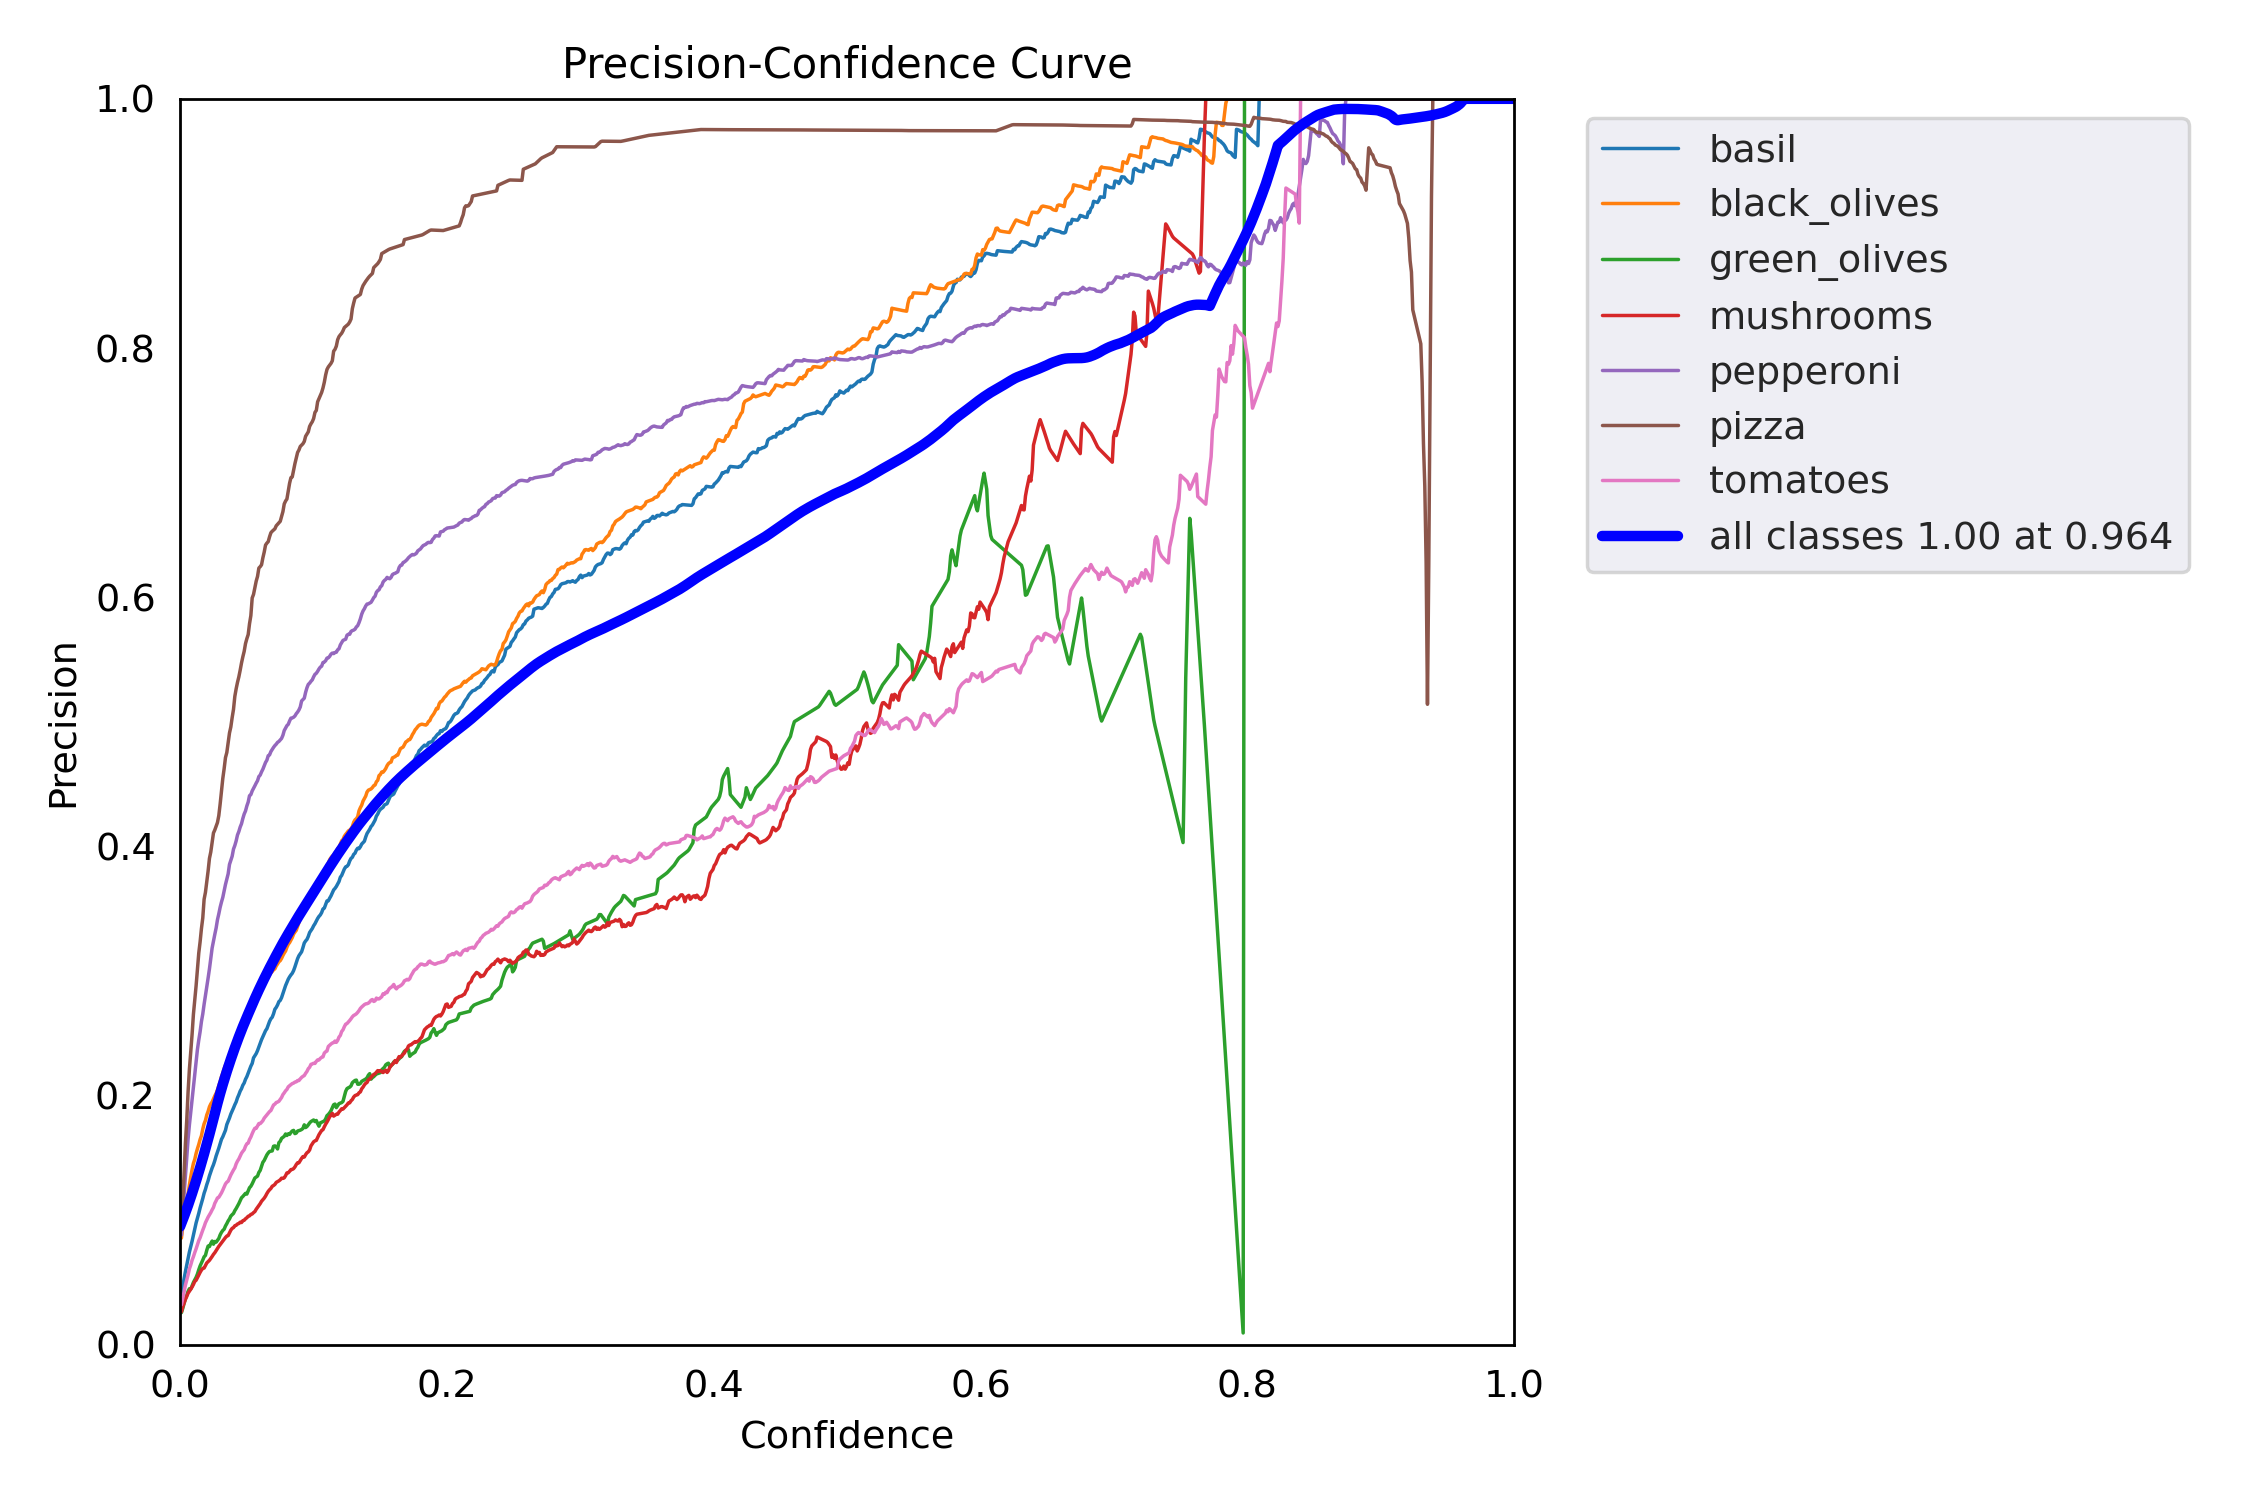 Precision-Confidence Curve
1.0
0.8
0.6
0.4
0.2
0.0
Precision
0.0 0.2 0.4 0.6 0.8 1.0
Confidence
basil
black_olives
green_olives
mushrooms
pepperoni
pizza
tomatoes
all classes 1.00 at 0.964